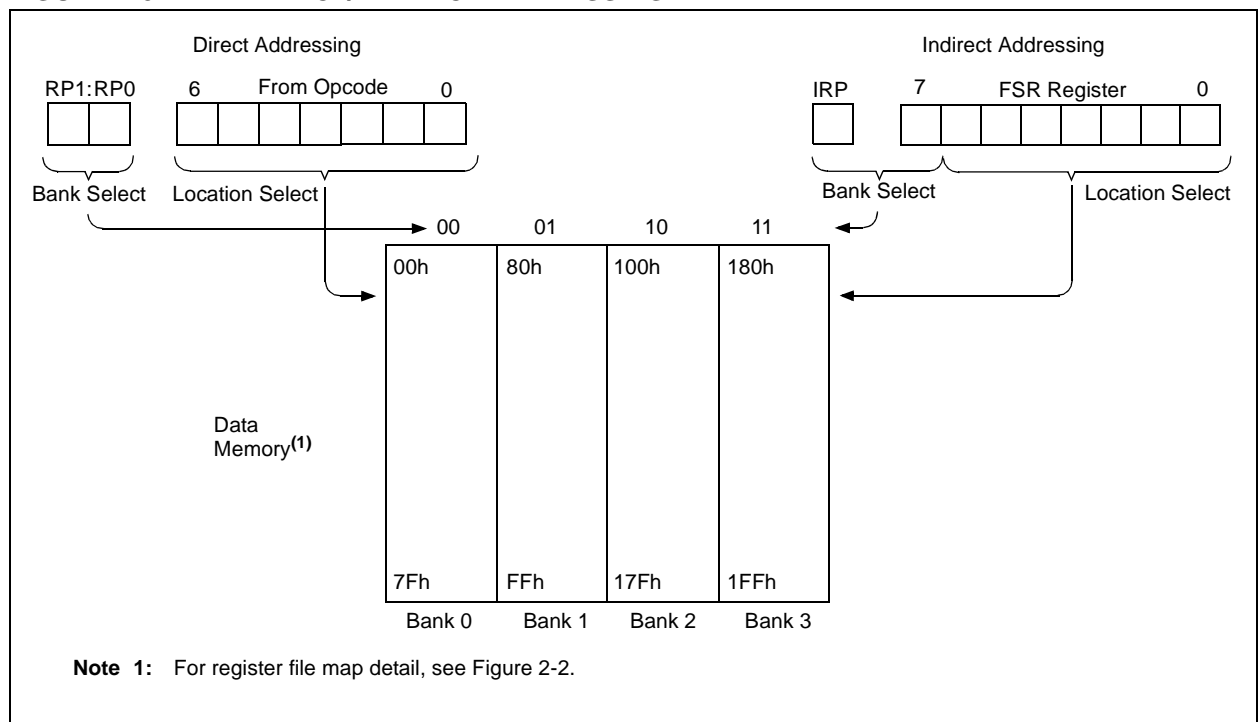 Direct Addressing
Indirect Addressing
RP1:RP0 6 From Opcode 0
IRP 7 FSR Register 0
Bank Select Location Select
Bank Select Location Select
00 01 10 11
00h 80h 100h 180h
Data
Memory(1)
7Fh FFh 17Fh 1FFh
Bank 0 Bank 1 Bank 2 Bank 3
Note 1: For register file map detail, see Figure 2-2.